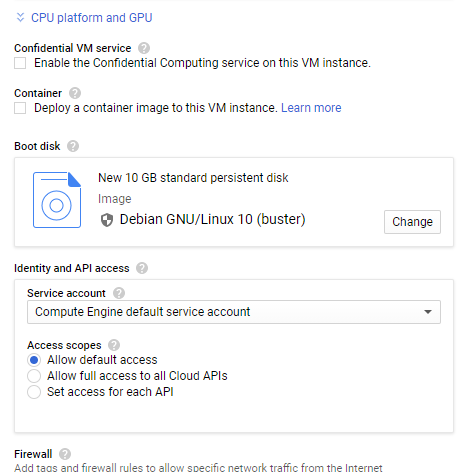 CPU platform and GPU
Confidential VM service
Enable the Confidential Computing service on this VM instance.
Container
Deploy a container image to this VM instance. Learn more
Boot disk
New 10 GB standard persistent disk
Image
Debian GNU/Linux 10 (buster)
Change
Identity and API access
Service account
Compute Engine default service account
Access scopes
Allow default access
Allow full access to all Cloud APIs
Set access for each API
Firewall
Add tags and firewall rules to allow specific network traffic from the Internet